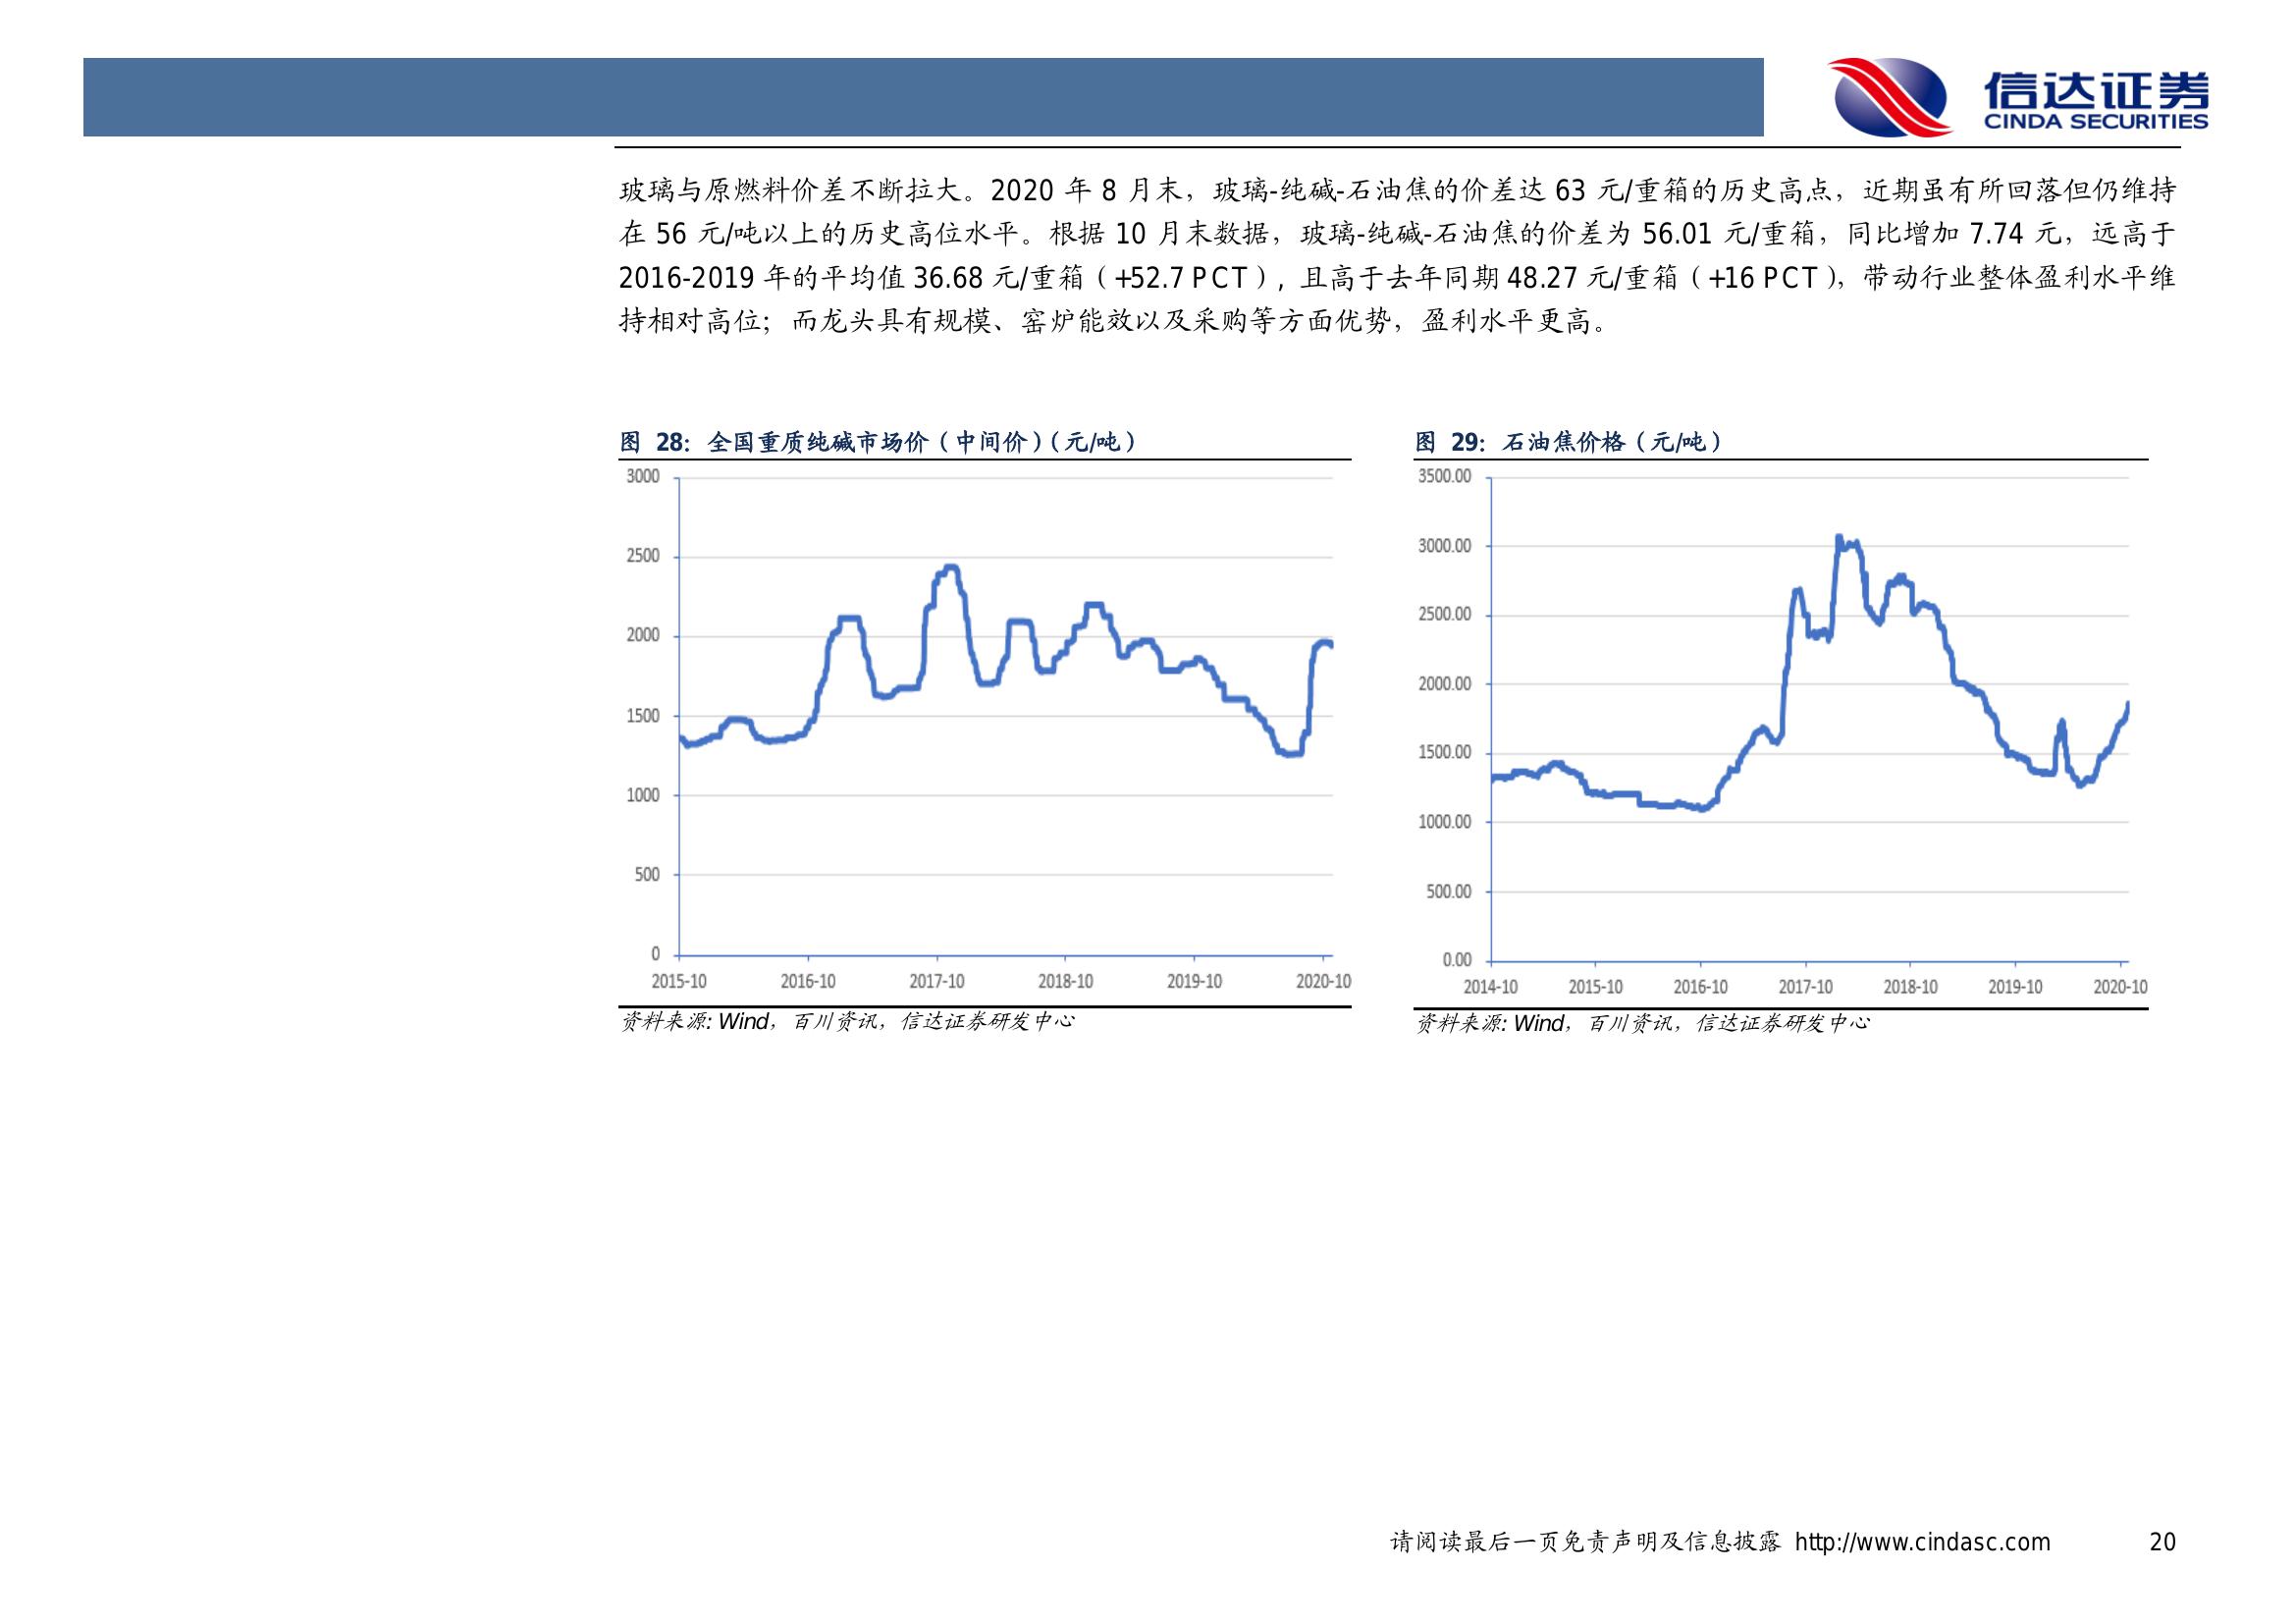 信达证券
CINDA SECURITIES
玻璃与原燃料价差不断拉大。2020 年 8 月末，玻璃-纯碱-石油焦的价差达 63 元/重箱的历史高点，近期虽有所回落但仍维持
在 56 元/吨以上的历史高位水平。根据 10 月末数据，玻璃-纯碱-石油焦的价差为 56.01 元/重箱，同比增加 7.74 元，远高于
2016-2019 年的平均值 36.68 元/重箱（+52.7 PCT），且高于去年同期 48.27 元/重箱（+16 PCT），带动行业整体盈利水平维
持相对高位；而龙头具有规模、窑炉能效以及采购等方面优势，盈利水平更高。
图 28：全国重质纯碱市场价（中间价）（元/吨）
3000
2500
2000
1500
1000
500
0
2015-10 2016-10 2017-10 2018-10 2019-10 2020-10
资料来源: Wind，百川资讯，信达证券研发中心
图 29：石油焦价格（元/吨）
3500.00
3000.00
2500.00
2000.00
1500.00
1000.00
500.00
0.00
2014-10 2015-10 2016-10 2017-10 2018-10 2019-10 2020-10
资料来源: Wind，百川资讯，信达证券研发中心
请阅读最后一页免责声明及信息披露 http://www.cindasc.com 20